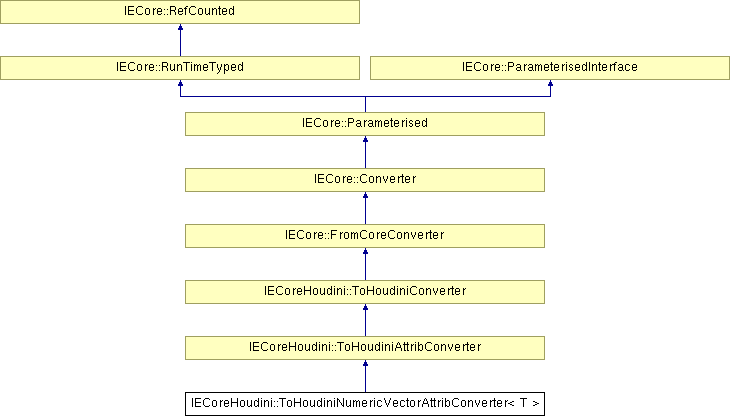 IECore::RefCounted
IECore::RunTimeTyped
IECore::ParameterisedInterface
IECore::Parameterised
IECore::Converter
IECore::FromCoreConverter
IECoreHoudini::ToHoudiniConverter
IECoreHoudini::ToHoudiniAttribConverter
IECoreHoudini::ToHoudiniNumericVectorAttribConverter< T >